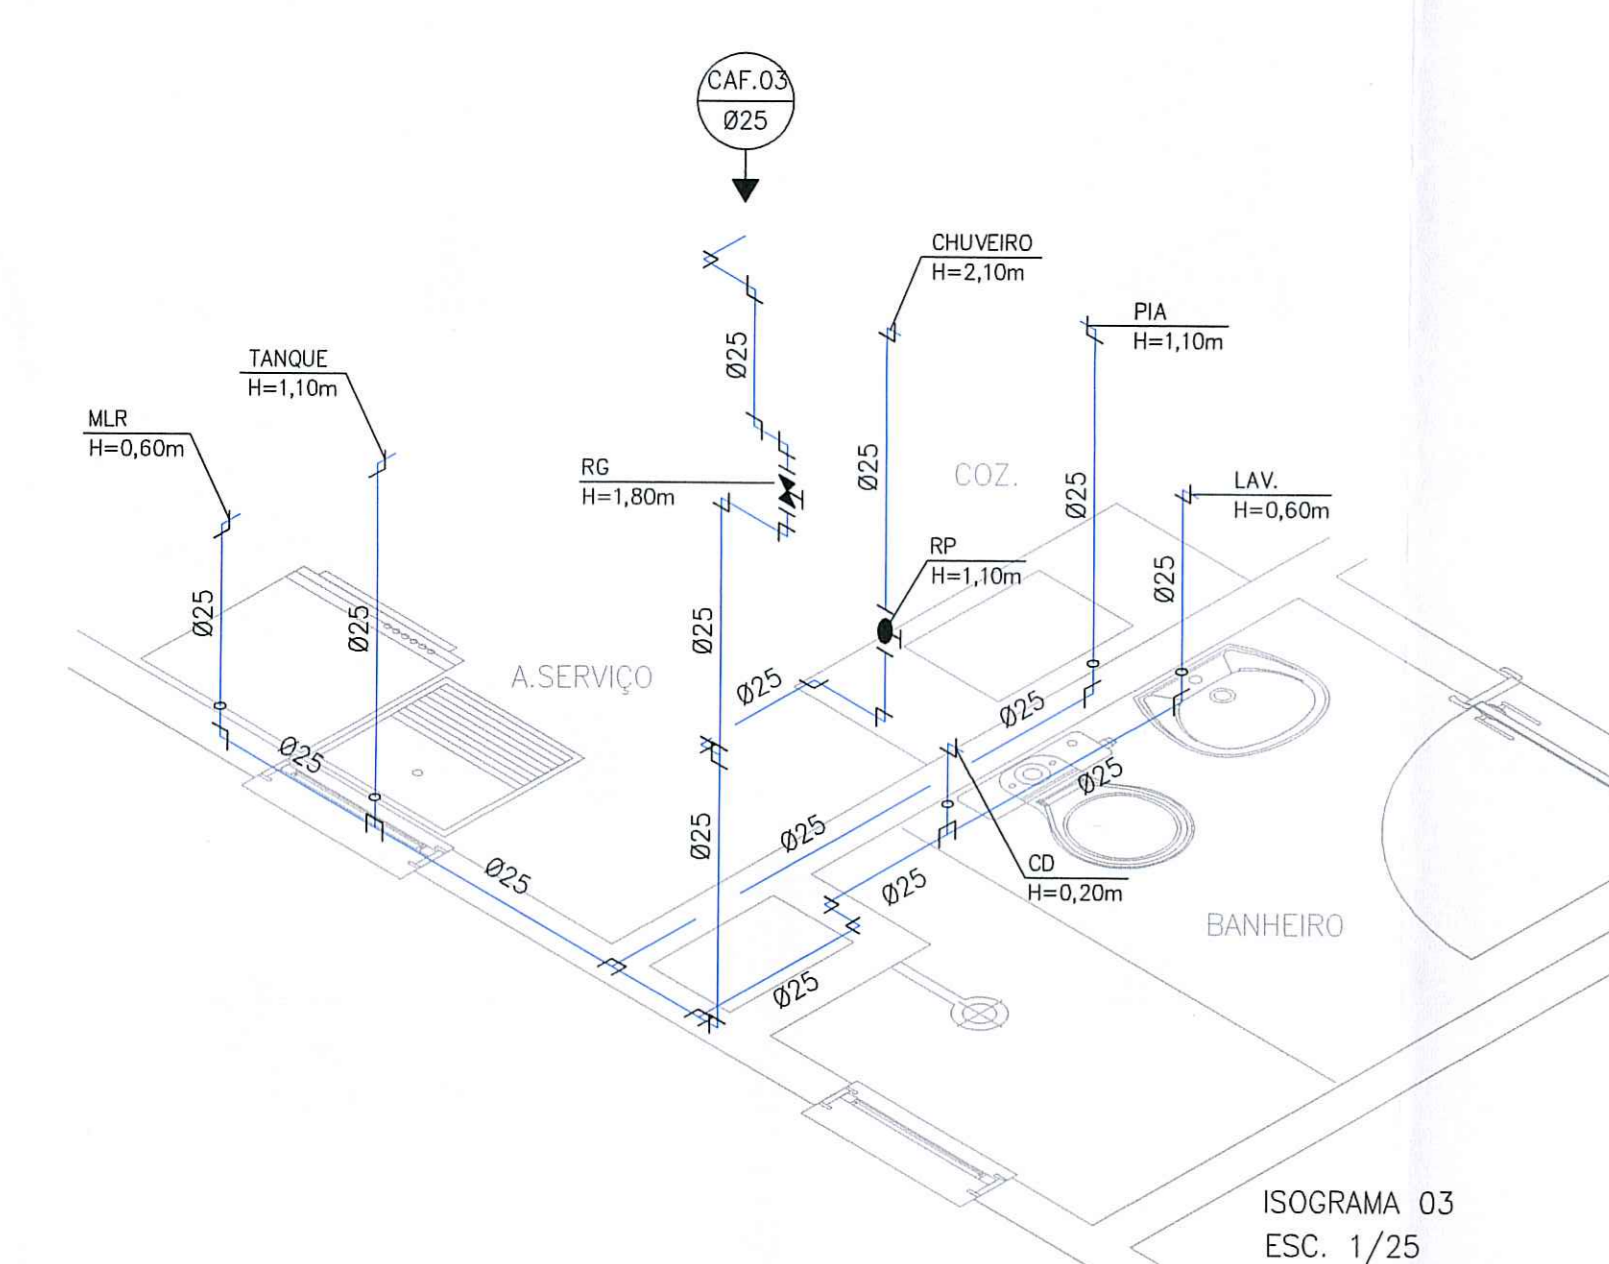 CAF.03
Ø25
CHUVEIRO
H=2,10m
PIA
H=1,10m
Ø25
TANQUE
H=1,10m
MLR
H=0,60m
RG
H=1,80m
Ø25
COZ.
Ø25
LAV.
H=0,60m
RP
H=1,10m
Ø25
Ø25
Ø25
Ø25
A.SERVIÇO
Ø25
Ø25
Ø25
Ø25
Ø25
Ø25
Ø25
CD
H=0,20m
Ø25
Ø25
BANHEIRO
Ø25
ISOGRAMA 03
ESC. 1/25